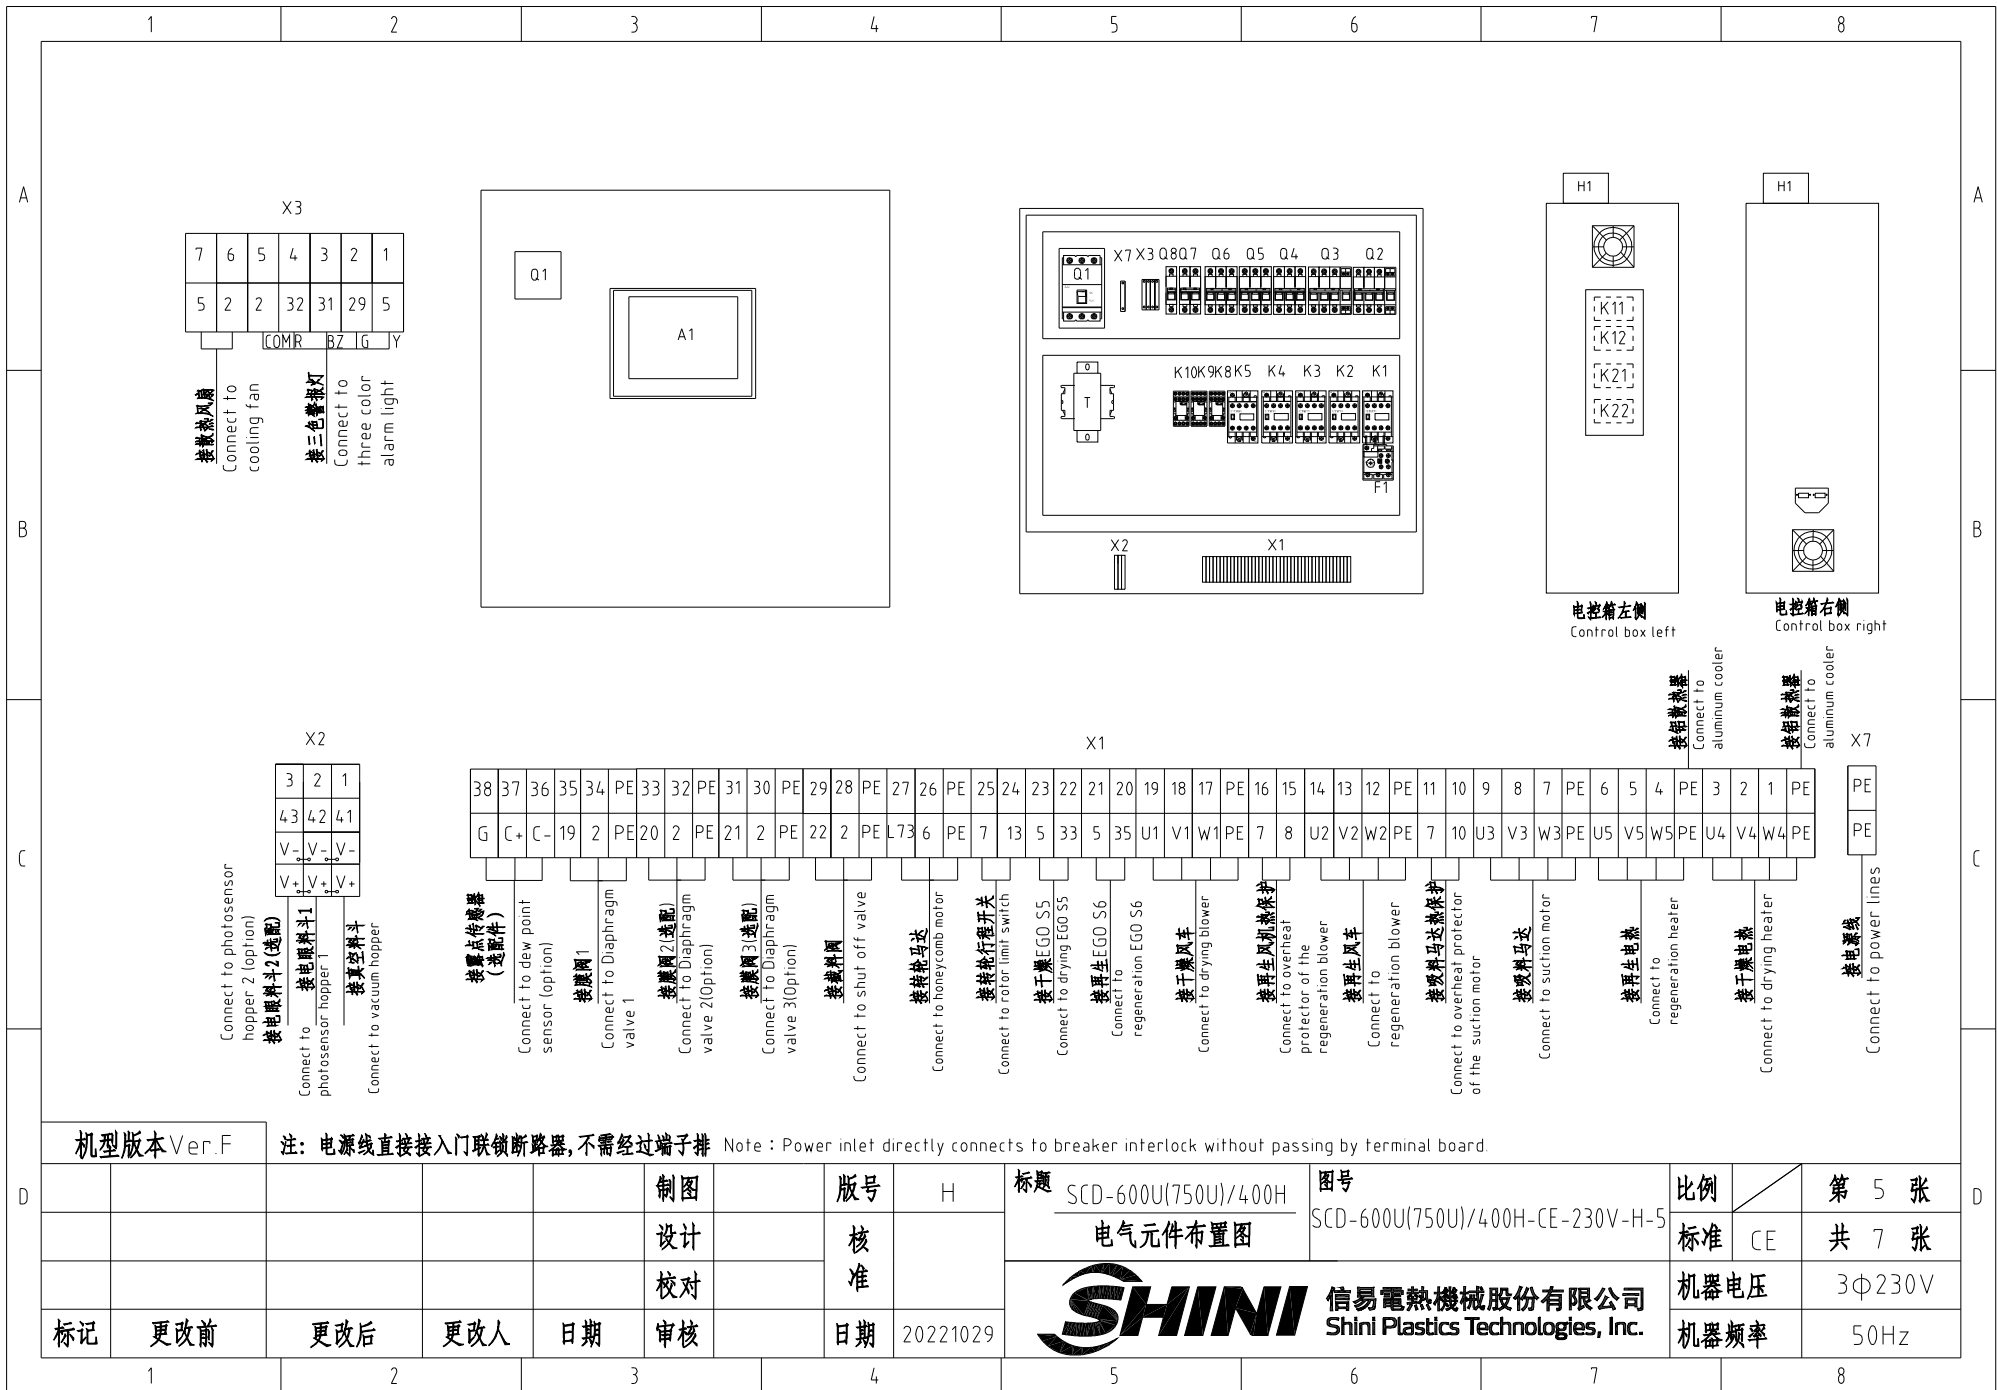 1 2 3 4 5 6 7 8
A
B
C
D
A
B
C
D
X3
7 6 5 4 3 2 1
5 2 2 32 31 29 5
COM R BZ G Y
接散热风扇
Connect to
cooling fan
接三色警报灯
Connect to
three color
alarm light
Q1
A1
Q1
X7 X3 Q8 Q7 Q6 Q5 Q4 Q3 Q2
K10 K9 K8 K5 K4 K3 K2 K1
T
F1
X2
X1
H1
K11
K12
K21
K22
电控箱左侧
Control box left
H1
电控箱右侧
Control box right
接铝散热器
Connect to
aluminum cooler
接铝散热器
Connect to
aluminum cooler
X2
3 2 1
43 42 41
V- V- V-
V+ V+ V+
Connect to photosensor
hopper 2 (option)
接电眼料斗2(选配)
接电眼料斗1
Connect to
photosensor hopper 1
接真空料斗
Connect to vacuum hopper
X1
38 37 36 35 34 PE 33 32 PE 31 30 PE 29 28 PE 27 26 PE 25 24 23 22 21 20 19 18 17 PE 16 15 14 13 12 PE 11 10 9 8 7 PE 6 5 4 PE 3 2 1 PE
G C+ C- 19 2 PE 20 2 PE 21 2 PE 22 2 PE L73 6 PE 7 13 5 33 5 35 U1 V1 W1 PE 7 8 U2 V2 W2 PE 7 10 U3 V3 W3 PE U5 V5 W5 PE U4 V4 W4 PE
接露点传感器
(选配件)
Connect to dew point
sensor (option)
接膜阀1
Connect to Diaphragm
valve 1
接膜阀2(选配)
Connect to Diaphragm
valve 2(Option)
接膜阀3(选配)
Connect to Diaphragm
valve 3(Option)
接截料阀
Connect to shut off valve
接转轮马达
Connect to honeycomb motor
接转轮行程开关
Connect to rotor limit switch
接干燥EGO S5
Connect to drying EGO S5
接再生EGO S6
Connect to
regeneration EGO S6
接干燥风车
Connect to drying blower
接再生风机热保护
Connect to overheat
protector of the
regeneration blower
接再生风车
Connect to
regeneration blower
接吸料马达热保护
Connect to overheat protector
of the suction motor
接吸料马达
Connect to suction motor
接再生电热
Connect to
regeneration heater
接干燥电热
Connect to drying heater
X7
PE
PE
接电源线
Connect to power lines
机型版本Ver.F
注: 电源线直接接入门联锁断路器,不需经过端子排 Note : Power inlet directly connects to breaker interlock without passing by terminal board.
制图
版号 H
标题 SCD-600U(750U)/400H
电气元件布置图
图号
SCD-600U(750U)/400H-CE-230V-H-5
比例
第 5 张
设计
核
准
标准 CE
共 7 张
校对
机器电压 3φ230V
标记 更改前 更改后 更改人 日期 审核
日期 20221029
SHINI
信易電熱機械股份有限公司
Shini Plastics Technologies, Inc.
机器频率 50Hz
1 2 3 4 5 6 7 8